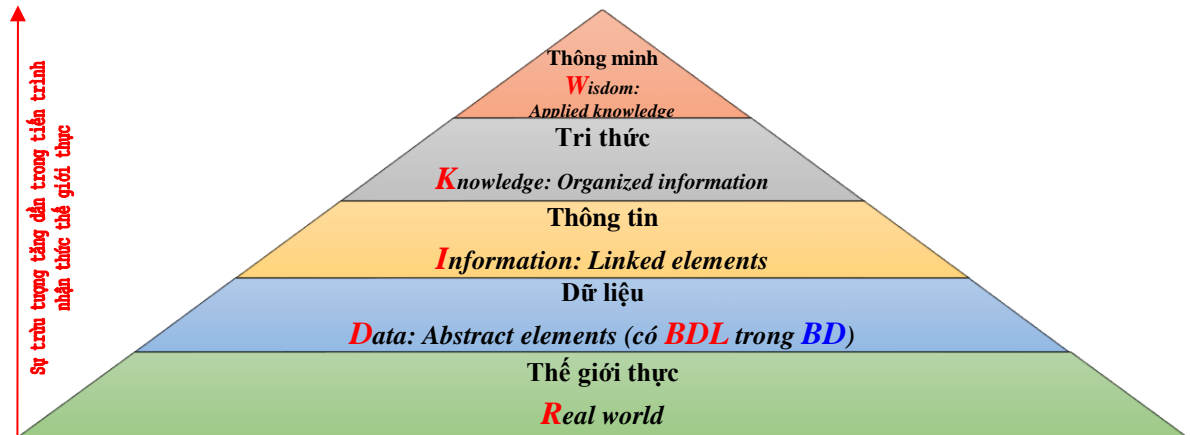 Sự trừu tượng tăng dần trong tiến trình
nhận thức thế giới thực
Thông minh
Wisdom:
Applied knowledge
Tri thức
Knowledge: Organized information
Thông tin
Information: Linked elements
Dữ liệu
Data: Abstract elements (có BDL trong BD)
Thế giới thực
Real world